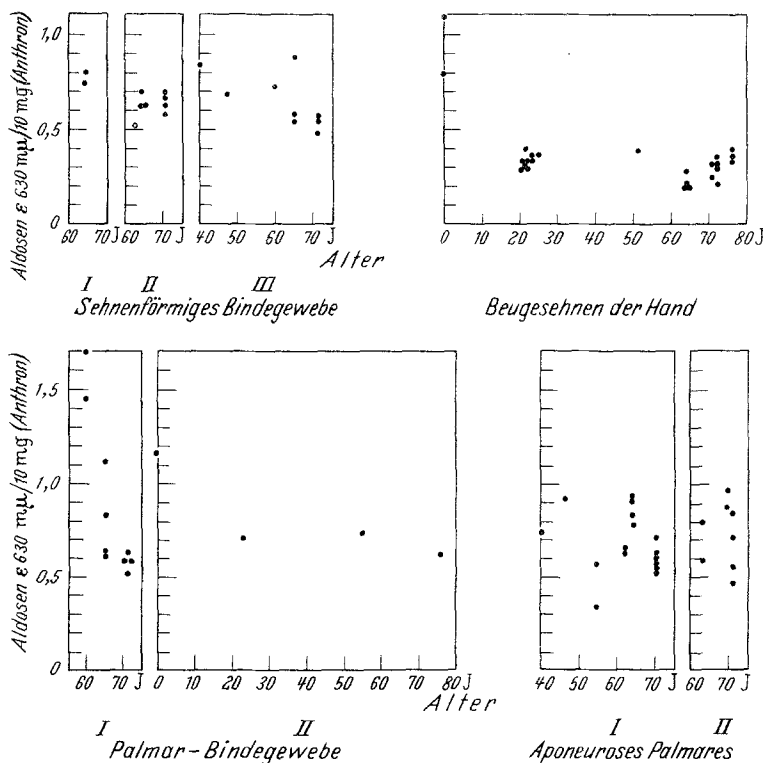 Aldosen ε 630 mµ/10 mg (Anthron)
1,0
0,5
0
60 70 J
60 70 J
40 50 60 70 J
0 10 20 30 40 50 60 70 80 J
Alter
I II III
Sehnenförmiges Bindegewebe
Beugesehnen der Hand
Aldosen ε 630 mµ/10 mg (Anthron)
1,5
1,0
0,5
0
60 70 J
0 10 20 30 40 50 60 70 80 J
40 50 60 70 J
60 70 J
Alter
I II
Palmar-Bindegewebe
I II
Aponeuroses Palmares